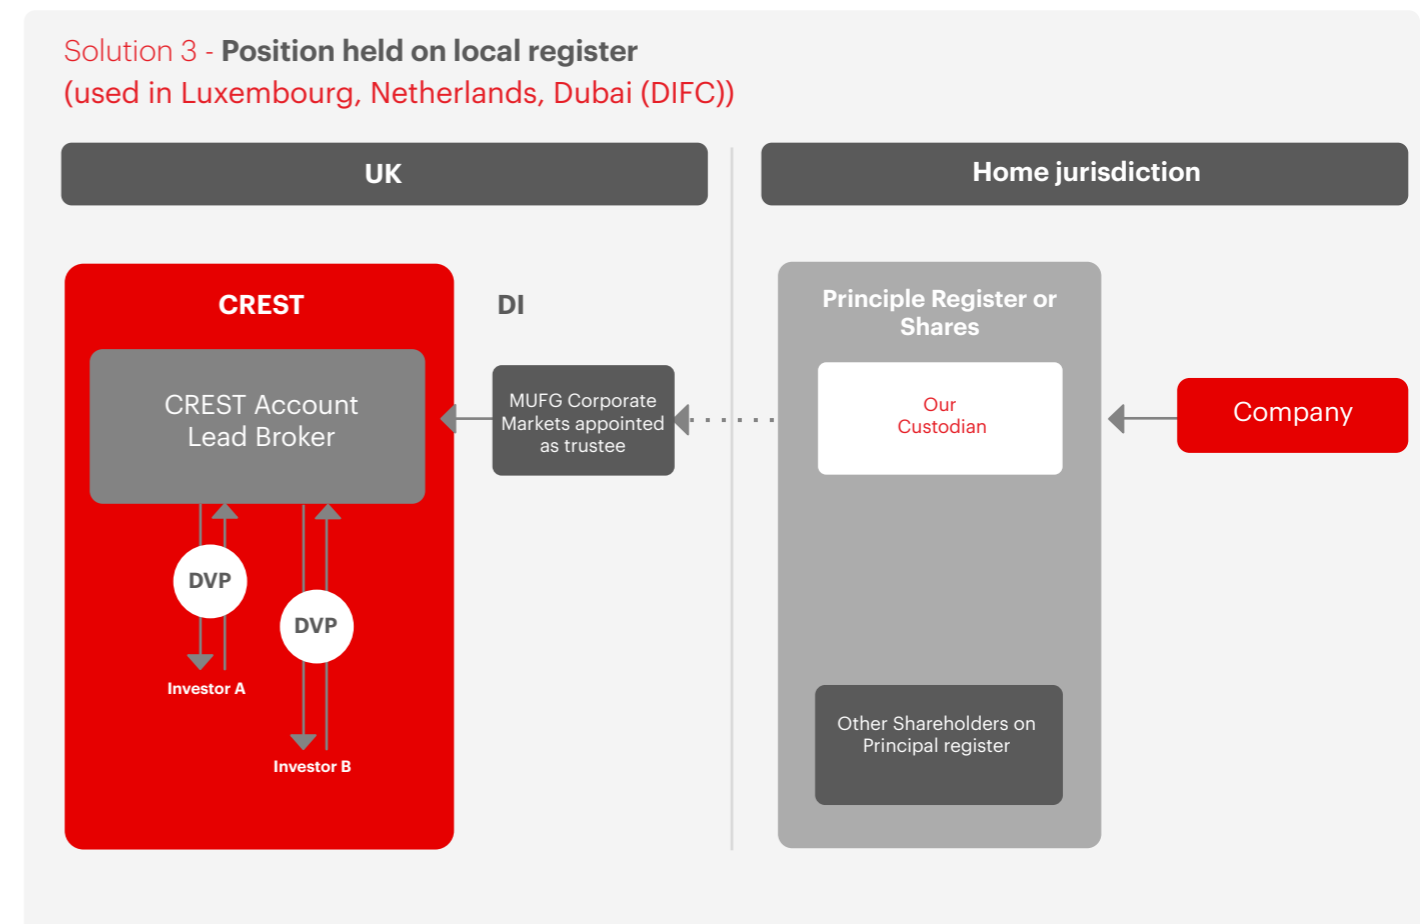 Solution 3 - Position held on local register
(used in Luxembourg, Netherlands, Dubai (DIFC))
UK
Home jurisdiction
CREST
DI
Principle Register or
Shares
CREST Account
Lead Broker
MUFG Corporate
Markets appointed
as trustee
Our
Custodian
Company
DVP
DVP
Investor A
Investor B
Other Shareholders on
Principal register